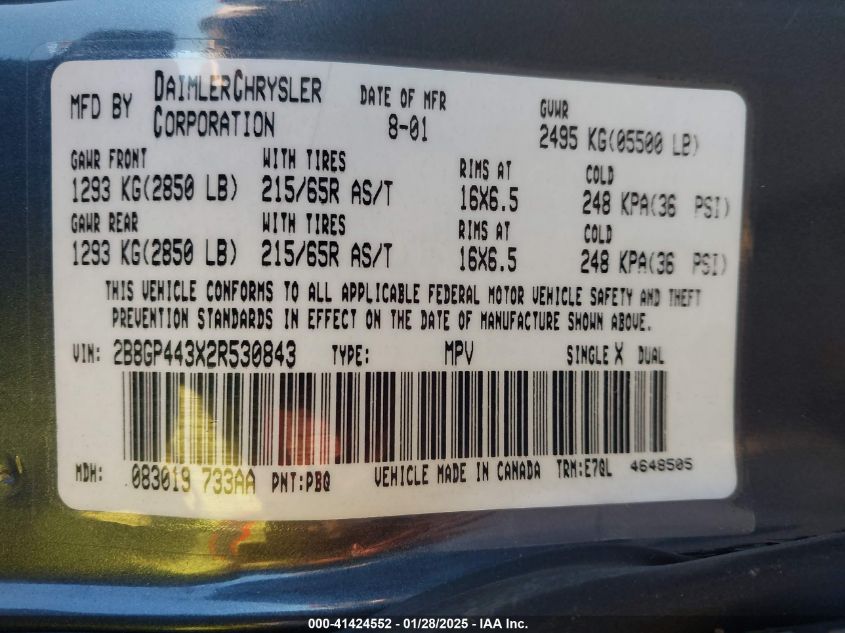 MFD BY DAIMLERCHRYSLER CORPORATION DATE OF MFR 8-01 GVWR 2495 KG(05500 LB)
GAWR FRONT WITH TIRES RIMS AT COLD
1293 KG(2850 LB) 215/65R AS/T 16X6.5 248 KPA(36 PSI)
GAWR REAR WITH TIRES RIMS AT COLD
1293 KG(2850 LB) 215/65R AS/T 16X6.5 248 KPA(36 PSI)
THIS VEHICLE CONFORMS TO ALL APPLICABLE FEDERAL MOTOR VEHICLE SAFETY AND THEFT
PREVENTION STANDARDS IN EFFECT ON THE DATE OF MANUFACTURE SHOWN ABOVE.
VIN: 2B8GP443X2R530843 TYPE: MPV SINGLE X DUAL
MDH: 083019 733AA PNT:PBQ VEHICLE MADE IN CANADA TRM:E7QL 4648505
000-41424552 - 01/28/2025 - IAA Inc.